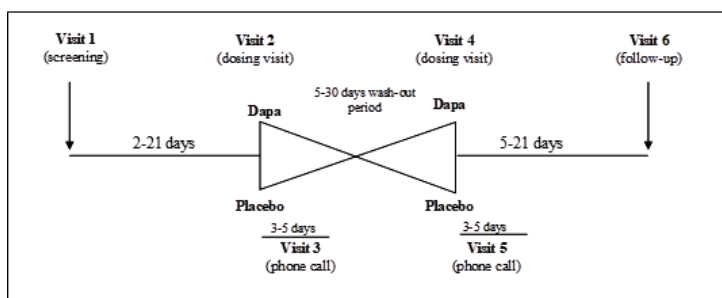 Visit 1
(screening)
Visit 2
(dosing visit)
Visit 4
(dosing visit)
Visit 6
(follow-up)
5-30 days wash-out
period
Dapa
Dapa
2-21 days
5-21 days
Placebo
Placebo
3-5 days
Visit 3
(phone call)
3-5 days
Visit 5
(phone call)